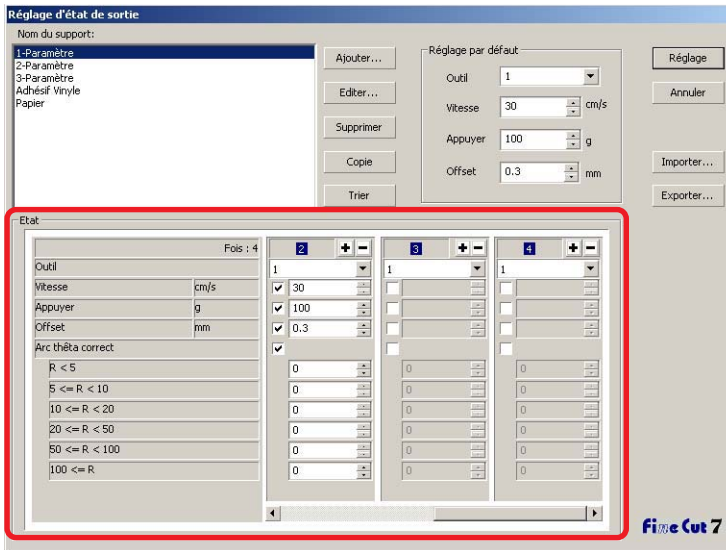 Réglage d'état de sortie
Nom du support:
1-Paramètre
2-Paramètre
3-Paramètre
Adhésif Vinyle
Papier
Ajouter...
Editer...
Supprimer
Copie
Trier
Réglage par défaut
Outil 1
Vitesse 30 cm/s
Appuyer 100 g
Offset 0.3 mm
Réglage
Annuler
Importer...
Exporter...
Etat
Fois : 4 2 + - 3 + - 4 + -
Outil 1 1 1
Vitesse cm/s 30
Appuyer g 100
Offset mm 0.3
Arc thêta correct
R < 5 0 0 0
5 <= R < 10 0 0 0
10 <= R < 20 0 0 0
20 <= R < 50 0 0 0
50 <= R < 100 0 0 0
100 <= R 0 0 0
Fine Cut 7